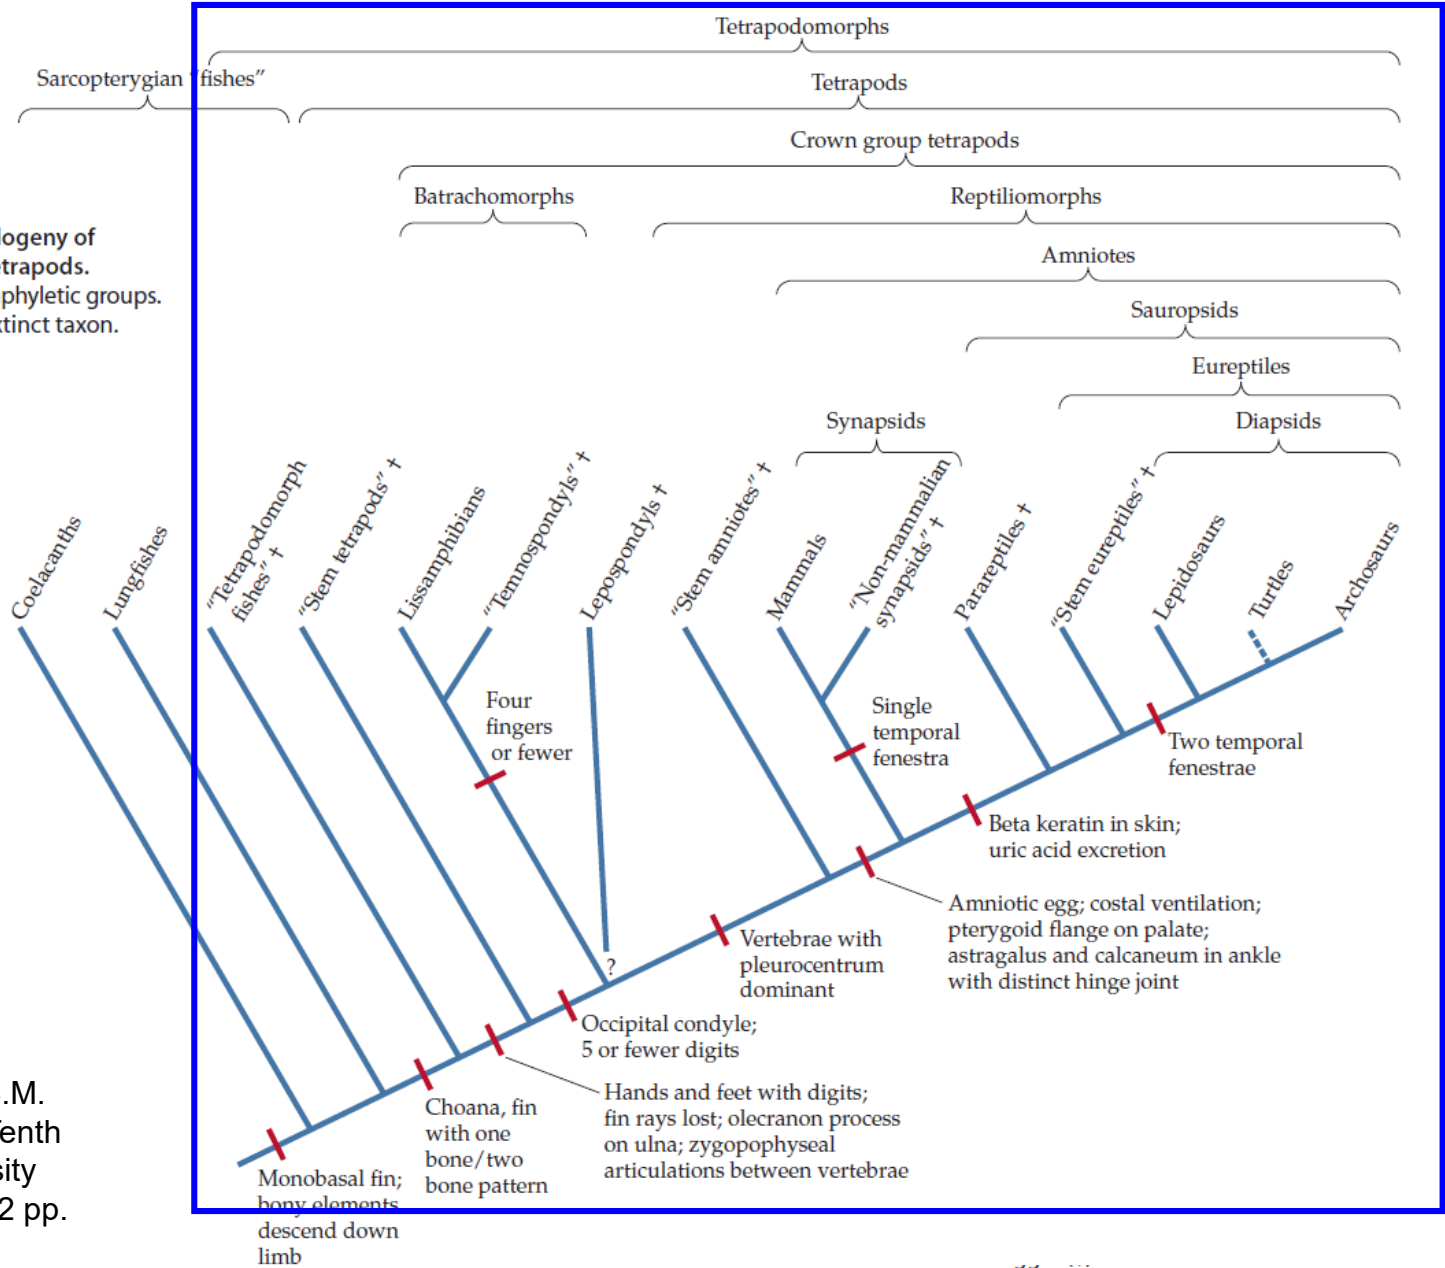 Tetrapodomorphs
Sarcopterygian "fishes"
Tetrapods
Crown group tetrapods
Batrachomorphs
Reptiliomorphs
logeny of
etrapods.
phyletic groups.
xtinct taxon.
Amniotes
Sauropsids
Eureptiles
Synapsids
Diapsids
Coelacanths
Lungfishes
"Tetrapodomorph
fishes" †
"Stem tetrapods" †
Lissamphibians
"Temnospondyls" †
Lepospondyls †
"Stem amniotes" †
Mammals
"Non-mammalian
synapsids" †
Parareptiles †
"Stem eureptiles" †
Lepidosaurs
Turtles
Archosaurs
Four
fingers
or fewer
Single
temporal
fenestra
Two temporal
fenestrae
Beta keratin in skin;
uric acid excretion
Amniotic egg; costal ventilation;
pterygoid flange on palate;
astragalus and calcaneum in ankle
with distinct hinge joint
Vertebrae with
pleurocentrum
dominant
?
Occipital condyle;
5 or fewer digits
Hands and feet with digits;
fin rays lost; olecranon process
on ulna; zygopophyseal
articulations between vertebrae
Choana, fin
with one
bone/two
bone pattern
Monobasal fin;
bony elements
descend down
limb
.M.
Tenth
sity
2 pp.